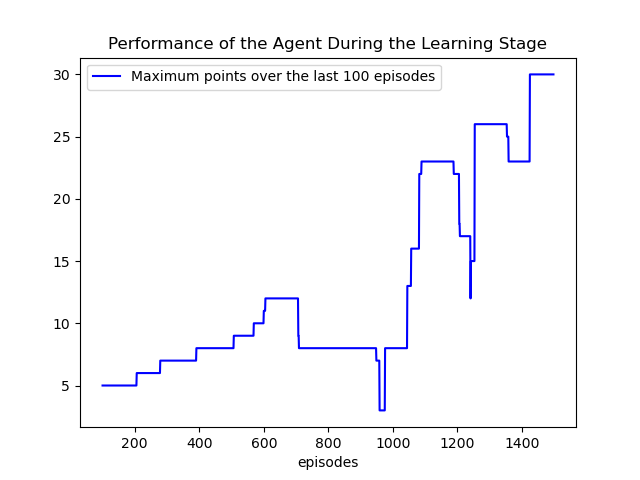 Performance of the Agent During the Learning Stage
Maximum points over the last 100 episodes
30
25
20
15
10
5
200 400 600 800 1000 1200 1400
episodes